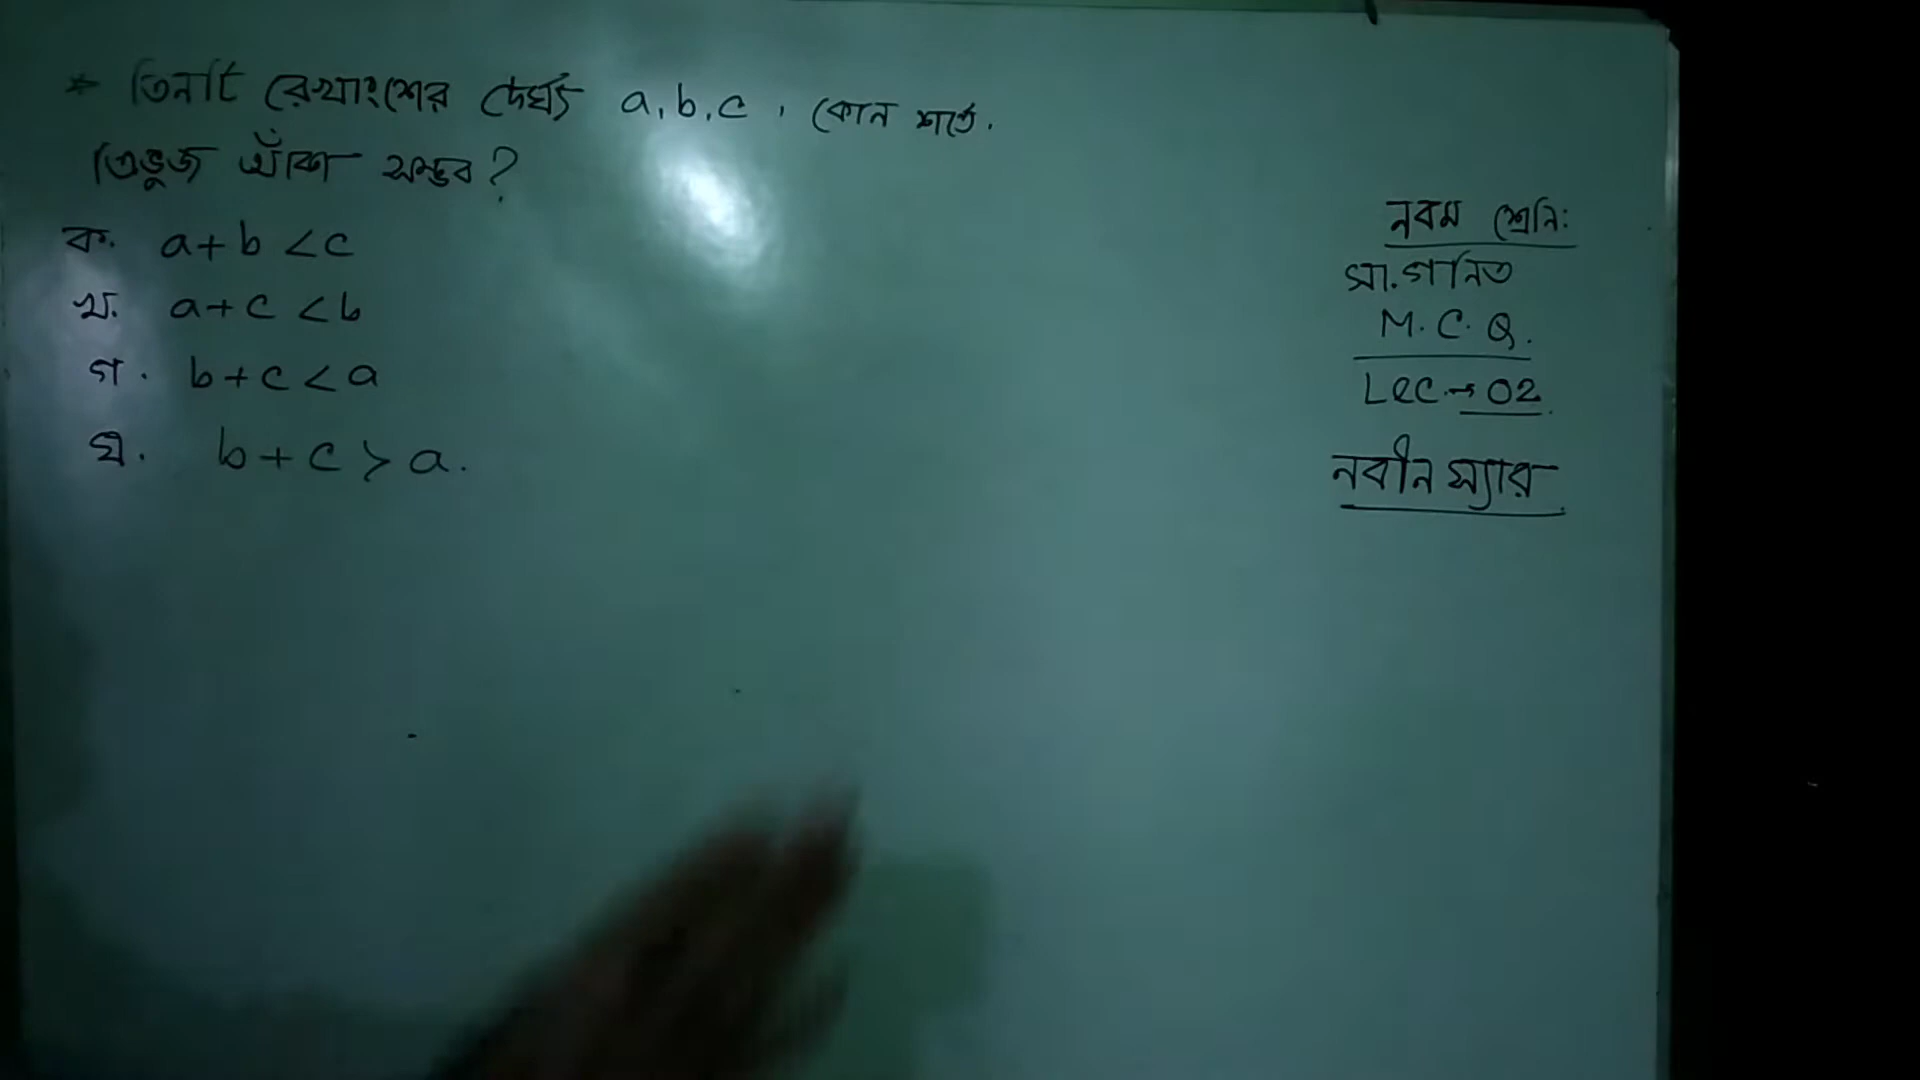 * তিনটি রেখাংশের দৈর্ঘ্য a, b, c, কোন শর্তে.
ত্রিভুজ আঁকা সম্ভব?
ক. a+b <c
খ. a+c <b
গ. b+c<a
ঘ. b+c>a.
নবম শ্রেনি:
সা.গনিত
M.C.Q.
Lec→02.
নবীন স্যার